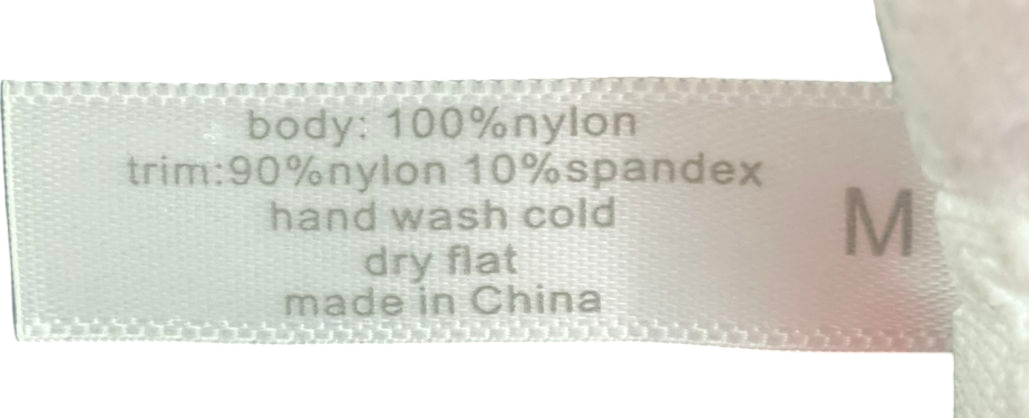 body: 100%nylon
trim:90%nylon 10%spandex
hand wash cold
dry flat
made in China
M